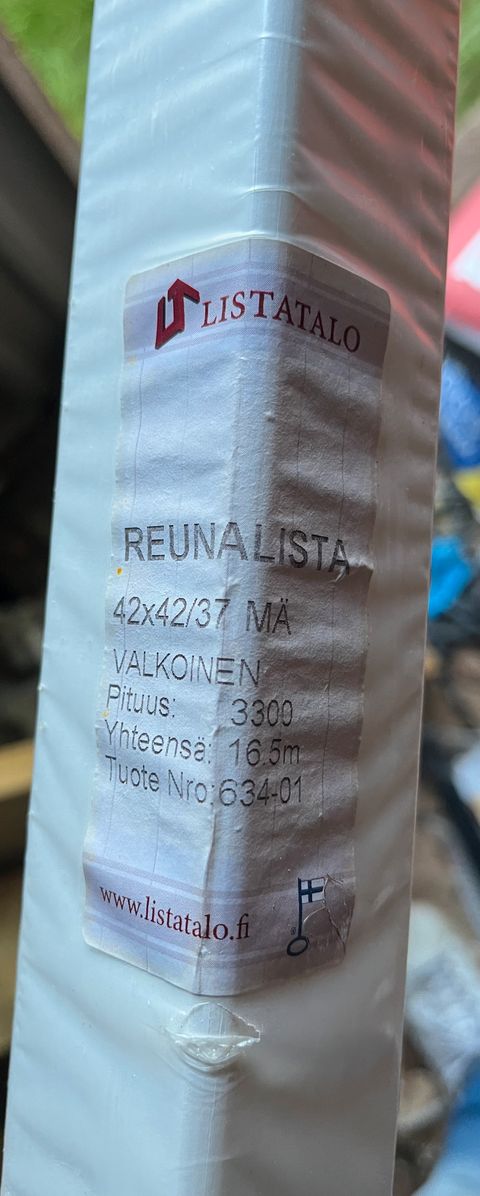 LISTATALO
REUNALISTA
42x42/37 MÄ
VALKOINEN
Pituus: 3300
Yhteensä: 16.5m
Tuote Nro: 634-01
www.listatalo.fi